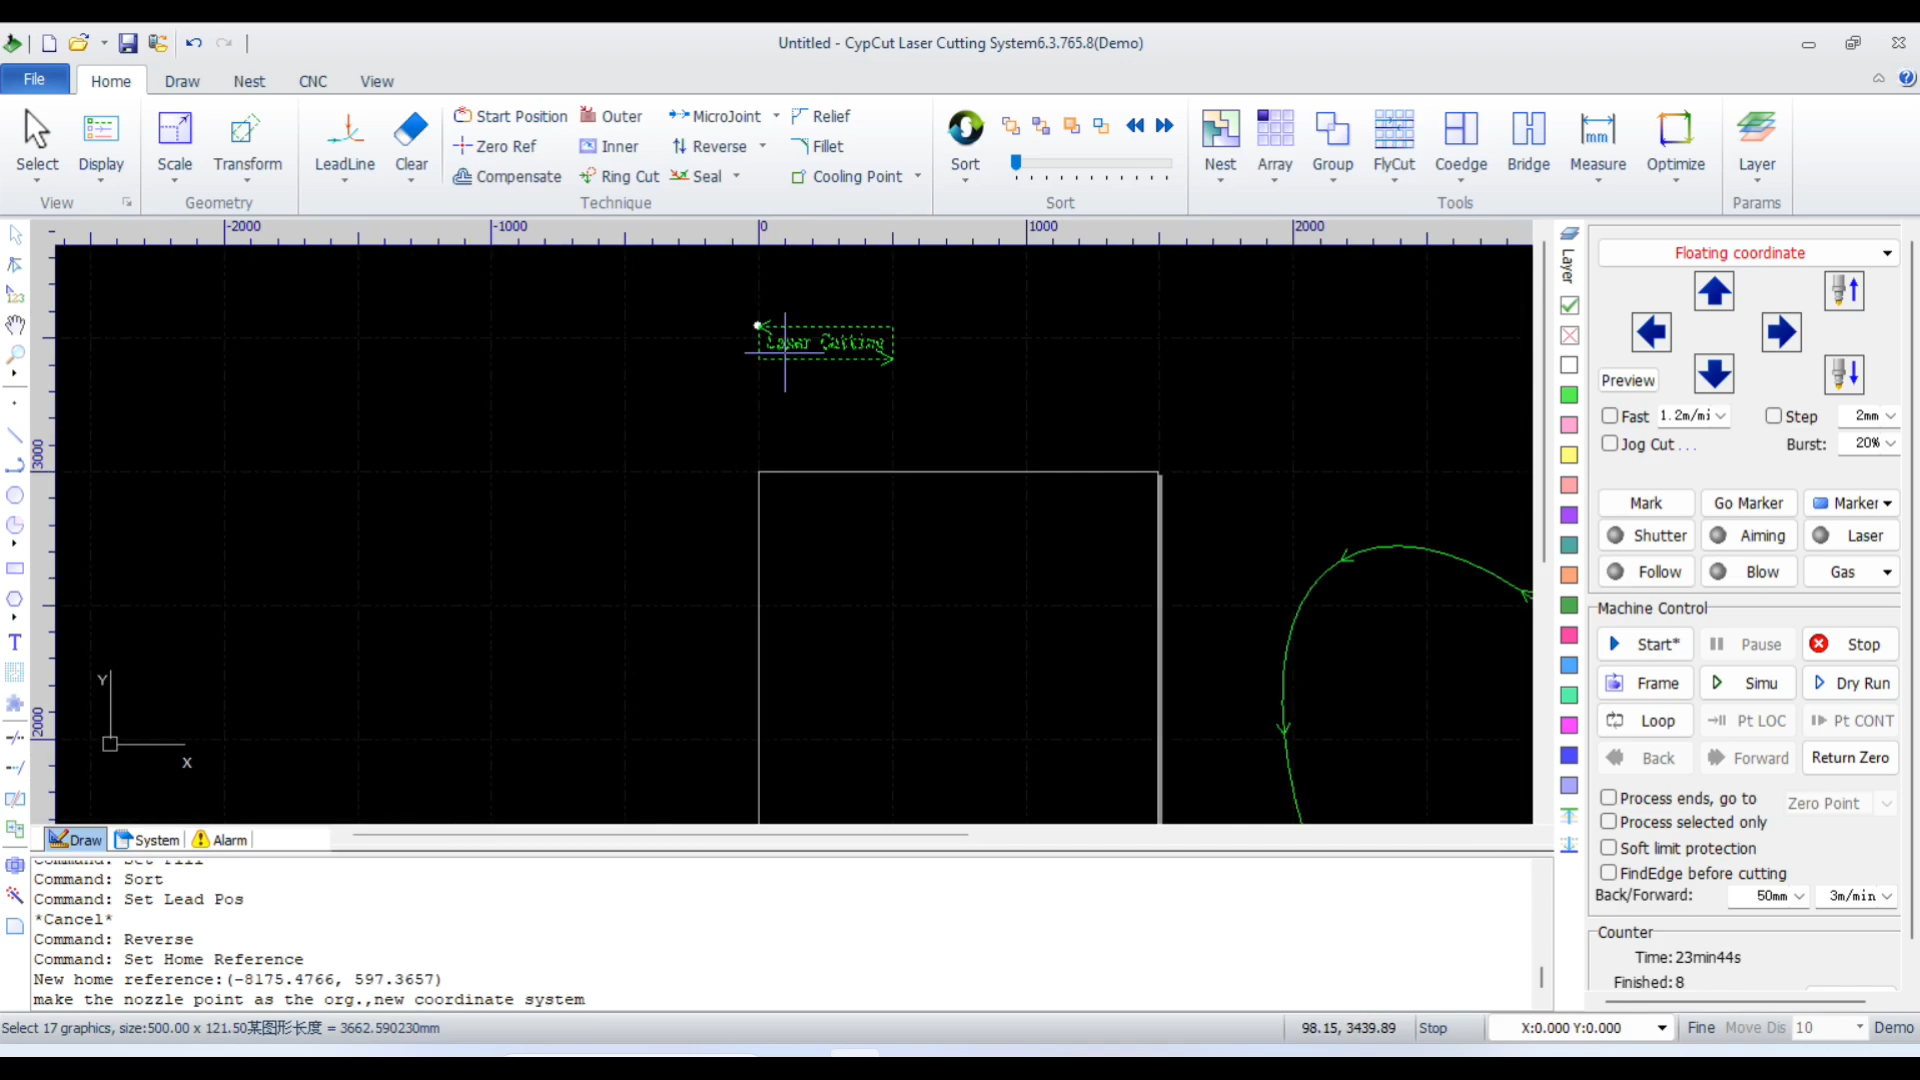 Untitled - CypCut Laser Cutting System6.3.765.8(Demo)
File Home Draw Nest CNC View
Select Display Scale Transform LeadLine Clear
Start Position Outer MicroJoint Relief
Zero Ref Inner Reverse Fillet
Compensate Ring Cut Seal Cooling Point
Sort Nest Array Group FlyCut Coedge Bridge Measure Optimize Layer
mm
View Geometry Technique Sort Tools Params
-2000 -1000 0 1000 2000
3000
2000
123
T
Laser Cutting
Y
X
Layer
Floating coordinate
Preview
Fast 1.2m/mi Step 2mm
Jog Cut ... Burst: 20%
Mark Go Marker Marker
Shutter Aiming Laser
Follow Blow Gas
Machine Control
Start* Pause Stop
Frame Simu Dry Run
Loop Pt LOC Pt CONT
Back Forward Return Zero
Process ends, go to Zero Point
Process selected only
Soft limit protection
FindEdge before cutting
Back/Forward: 50mm 3m/min
Counter
Time: 23min44s
Finished: 8
Draw System Alarm
Command: Set Fill
Command: Sort
Command: Set Lead Pos
*Cancel*
Command: Reverse
Command: Set Home Reference
New home reference:(-8175.4766, 597.3657)
make the nozzle point as the org.,new coordinate system
Select 17 graphics, size:500.00 x 121.50某图形长度 = 3662.590230mm
98.15, 3439.89 Stop X:0.000 Y:0.000 Fine Move Dis 10 Demo